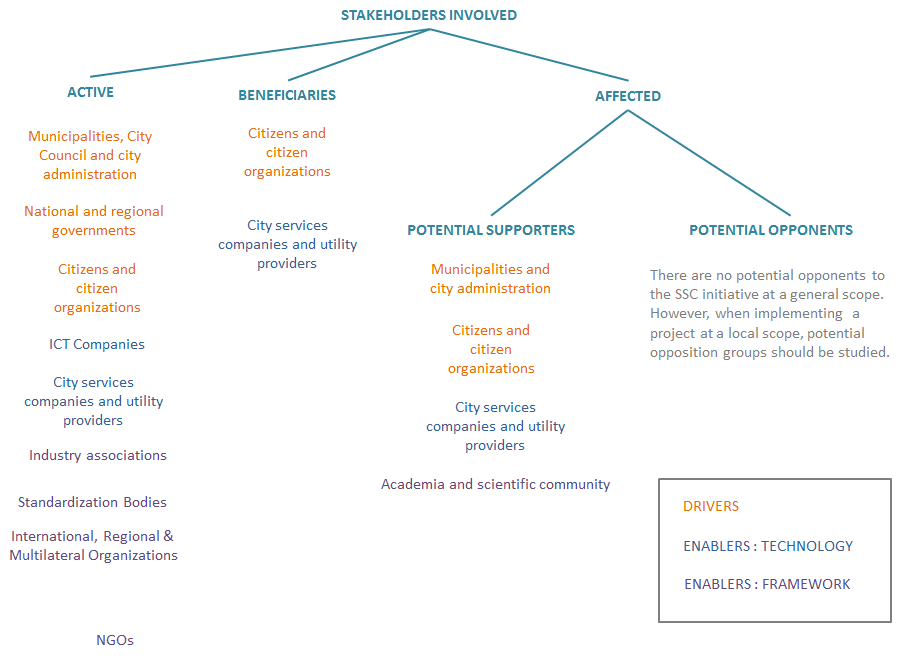 STAKEHOLDERS INVOLVED
ACTIVE
Municipalities, City
Council and city
administration
National and regional
governments
Citizens and
citizen
organizations
ICT Companies
City services
companies and utility
providers
Industry associations
Standardization Bodies
International, Regional &
Multilateral Organizations
NGOs
BENEFICIARIES
Citizens and
citizen
organizations
City services
companies and utility
providers
AFFECTED
POTENTIAL SUPPORTERS
Municipalities and
city administration
Citizens and
citizen
organizations
City services
companies and utility
providers
Academia and scientific community
POTENTIAL OPPONENTS
There are no potential opponents to
the SSC initiative at a general scope.
However, when implementing a
project at a local scope, potential
opposition groups should be studied.
DRIVERS
ENABLERS : TECHNOLOGY
ENABLERS : FRAMEWORK